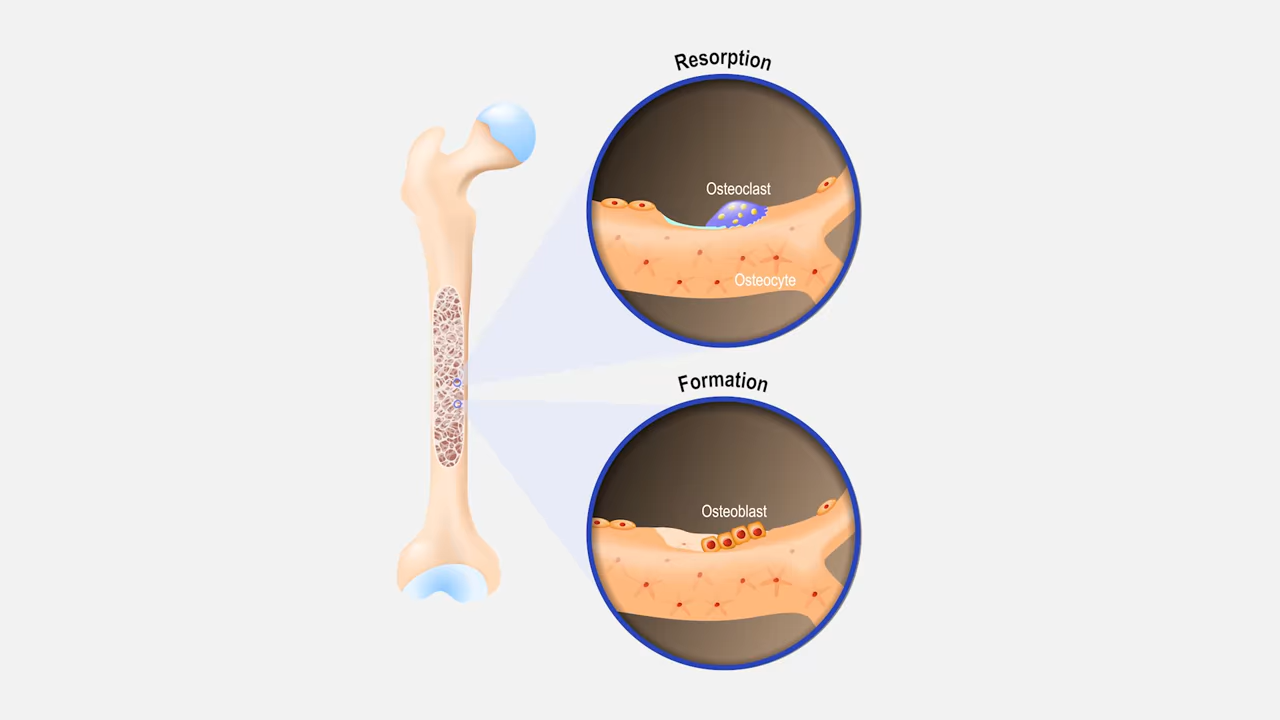 Resorption
Osteoclast
Osteocyte
Formation
Osteoblast